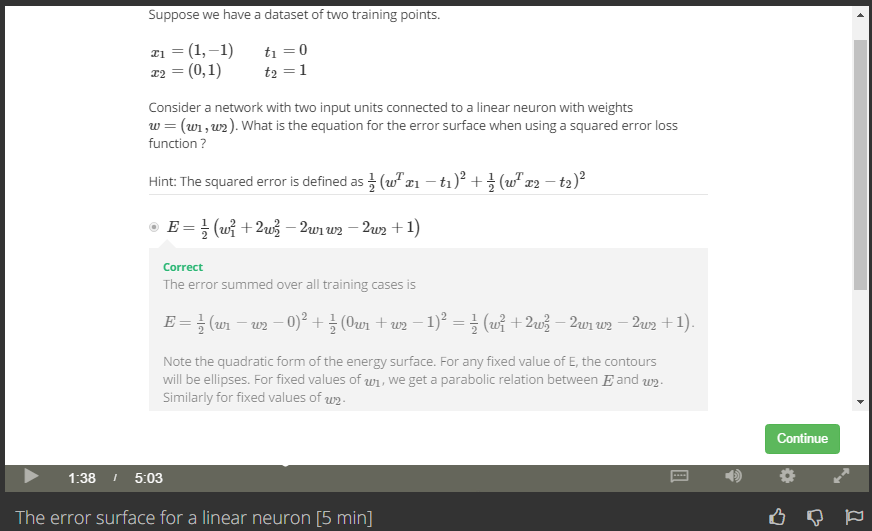 Suppose we have a dataset of two training points.
x₁ = (1, −1)    t₁ = 0
x₂ = (0, 1)    t₂ = 1
Consider a network with two input units connected to a linear neuron with weights
w = (w₁, w₂). What is the equation for the error surface when using a squared error loss
function ?
Hint: The squared error is defined as ½ (wᵀx₁ − t₁)² + ½ (wᵀx₂ − t₂)²
E = ½ (w₁² + 2w₂² − 2w₁w₂ − 2w₂ + 1)
Correct
The error summed over all training cases is
E = ½ (w₁ − w₂ − 0)² + ½ (0w₁ + w₂ − 1)² = ½ (w₁² + 2w₂² − 2w₁w₂ − 2w₂ + 1).
Note the quadratic form of the energy surface. For any fixed value of E, the contours
will be ellipses. For fixed values of w₁, we get a parabolic relation between E and w₂.
Similarly for fixed values of w₂.
Continue
1:38 / 5:03
The error surface for a linear neuron [5 min]